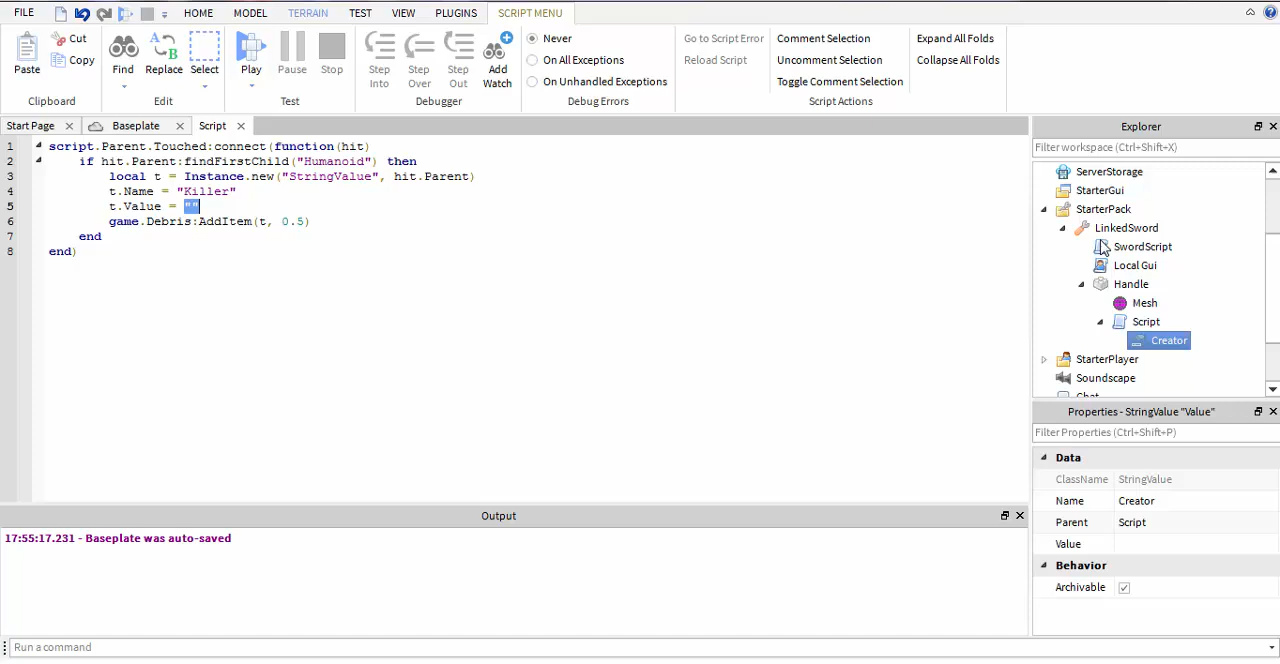 FILE HOME MODEL TERRAIN TEST VIEW PLUGINS SCRIPT MENU
Paste
Cut
Copy
Clipboard
Find
Replace
Select
Edit
Play
Pause
Stop
Test
Step Into
Step Over
Step Out
Add Watch
Debugger
Never
On All Exceptions
On Unhandled Exceptions
Debug Errors
Go to Script Error
Reload Script
Comment Selection
Uncomment Selection
Toggle Comment Selection
Expand All Folds
Collapse All Folds
Script Actions
Start Page Baseplate Script
1 script.Parent.Touched:connect(function(hit)
2 if hit.Parent:findFirstChild("Humanoid") then
3 local t = Instance.new("StringValue", hit.Parent)
4 t.Name = "Killer"
5 t.Value = ""
6 game.Debris:AddItem(t, 0.5)
7 end
8 end)
Explorer
Filter workspace (Ctrl+Shift+X)
ServerStorage
StarterGui
StarterPack
LinkedSword
SwordScript
Local Gui
Handle
Mesh
Script
Creator
StarterPlayer
Soundscape
Chat
Properties - StringValue "Value"
Filter Properties (Ctrl+Shift+P)
Data
ClassName StringValue
Name Creator
Parent Script
Value
Behavior
Archivable
Output
17:55:17.231 - Baseplate was auto-saved
Run a command